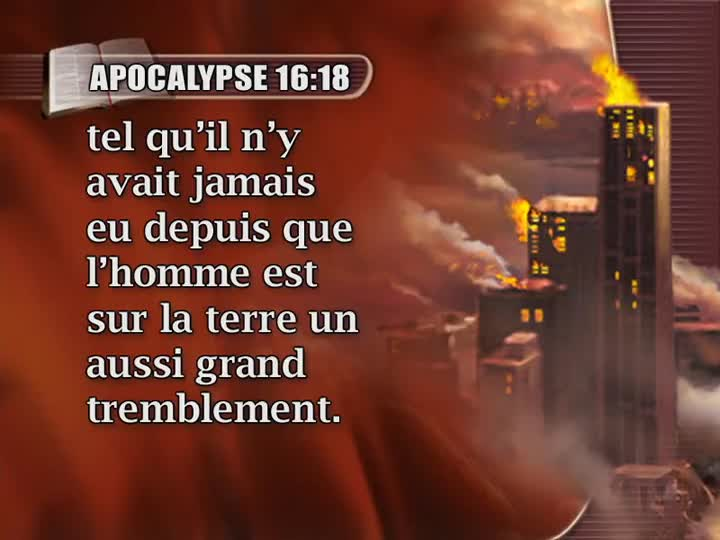 APOCALYPSE 16:18
tel qu’il n’y
avait jamais
eu depuis que
l’homme est
sur la terre un
aussi grand
tremblement.